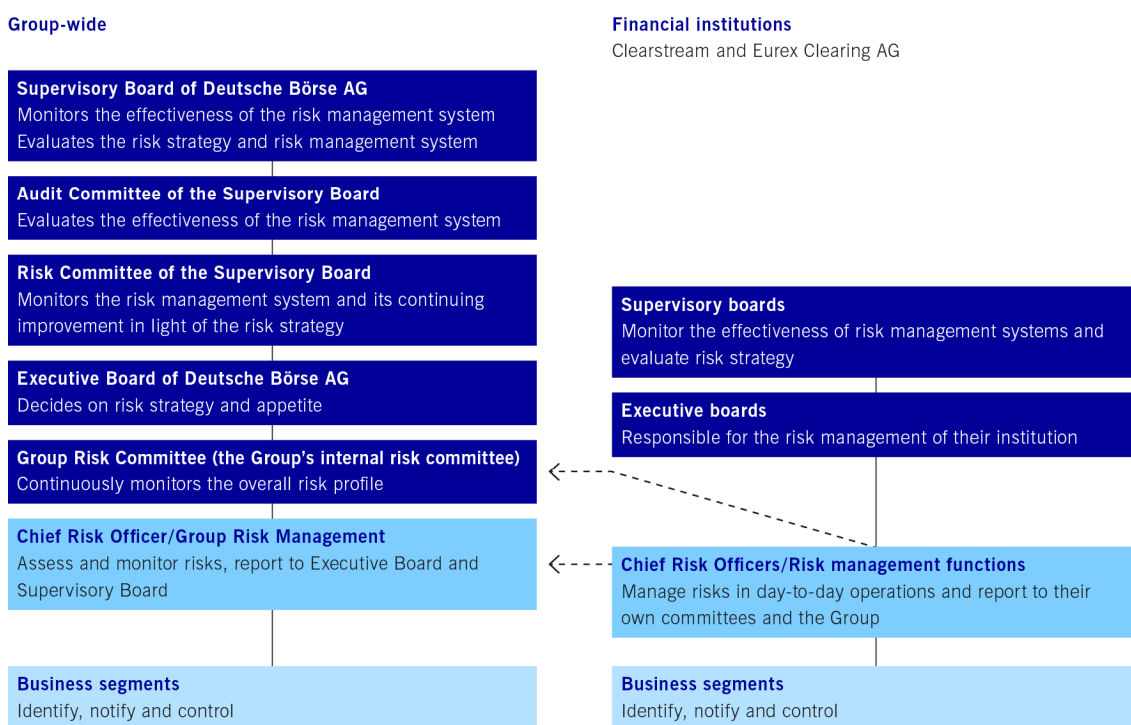 Group-wide
Supervisory Board of Deutsche Börse AG
Monitors the effectiveness of the risk management system
Evaluates the risk strategy and risk management system
Audit Committee of the Supervisory Board
Evaluates the effectiveness of the risk management system
Risk Committee of the Supervisory Board
Monitors the risk management system and its continuing
improvement in light of the risk strategy
Executive Board of Deutsche Börse AG
Decides on risk strategy and appetite
Group Risk Committee (the Group’s internal risk committee)
Continuously monitors the overall risk profile
Chief Risk Officer/Group Risk Management
Assess and monitor risks, report to Executive Board and
Supervisory Board
Business segments
Identify, notify and control
Financial institutions
Clearstream and Eurex Clearing AG
Supervisory boards
Monitor the effectiveness of risk management systems and
evaluate risk strategy
Executive boards
Responsible for the risk management of their institution
Chief Risk Officers/Risk management functions
Manage risks in day-to-day operations and report to their
own committees and the Group
Business segments
Identify, notify and control